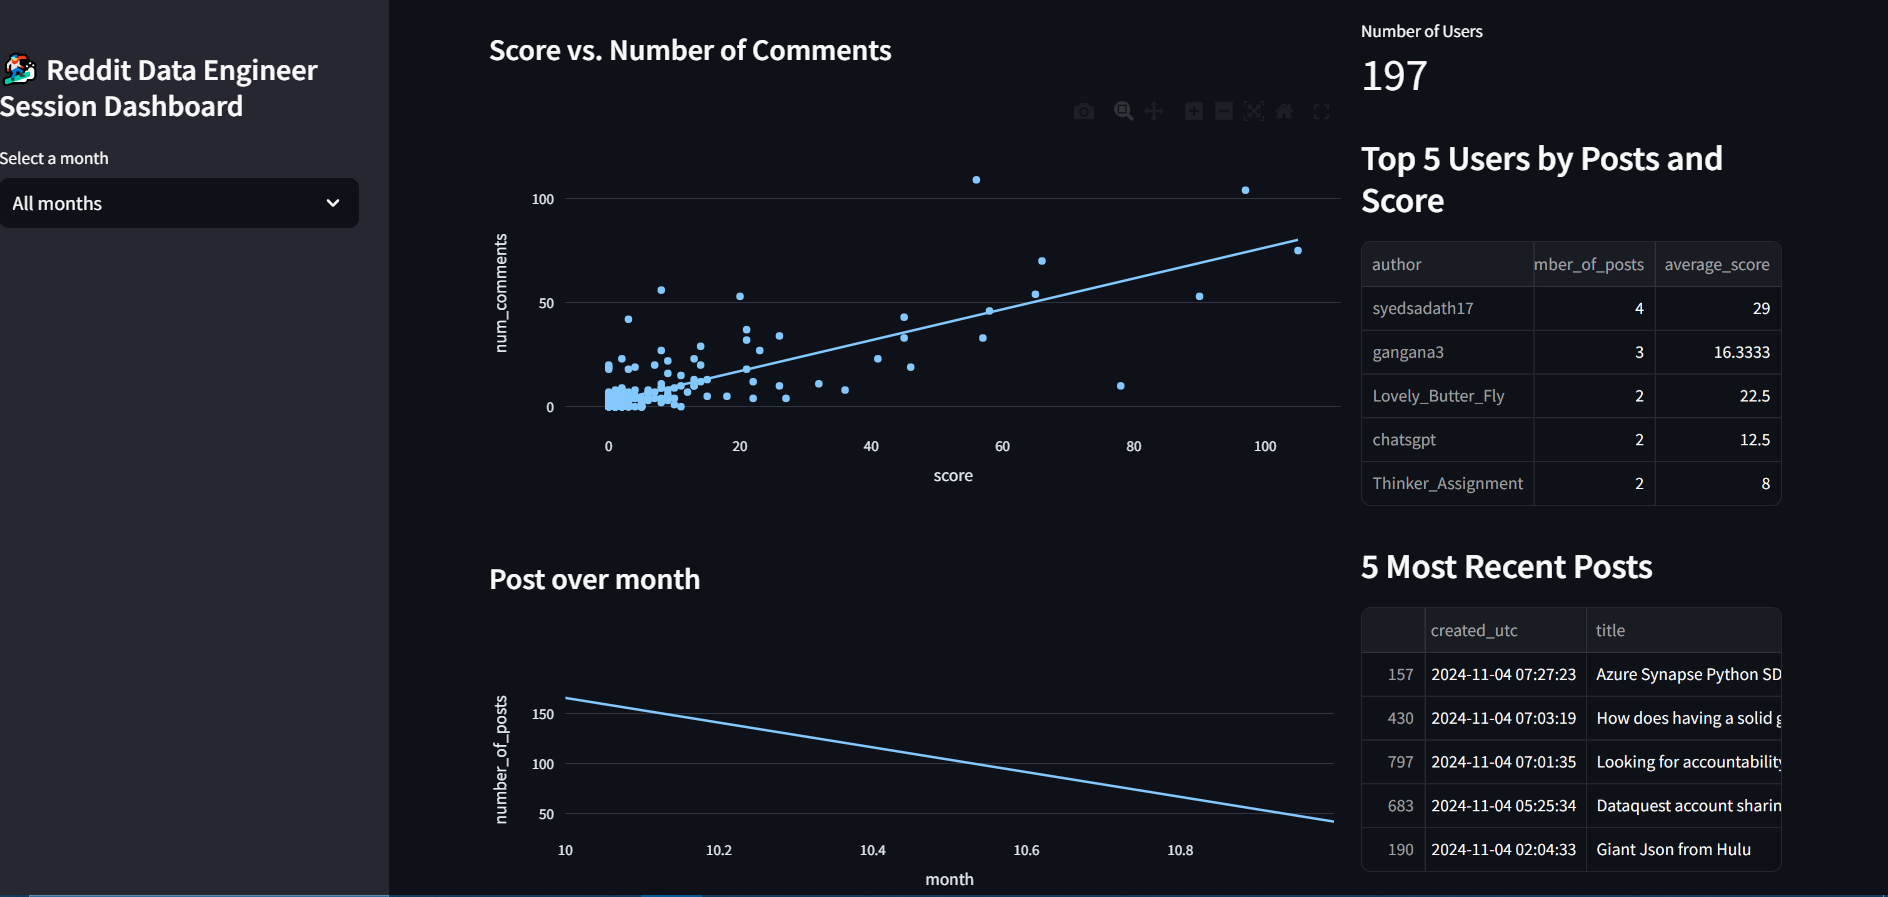 Reddit Data Engineer
Session Dashboard
Select a month
All months
Score vs. Number of Comments
100
50
0
num_comments
0 20 40 60 80 100
score
Post over month
150
100
50
number_of_posts
10 10.2 10.4 10.6 10.8
month
Number of Users
197
Top 5 Users by Posts and
Score
author mber_of_posts average_score
syedsadath17 4 29
gangana3 3 16.3333
Lovely_Butter_Fly 2 22.5
chatsgpt 2 12.5
Thinker_Assignment 2 8
5 Most Recent Posts
created_utc title
157 2024-11-04 07:27:23 Azure Synapse Python SD
430 2024-11-04 07:03:19 How does having a solid g
797 2024-11-04 07:01:35 Looking for accountability
683 2024-11-04 05:25:34 Dataquest account sharin
190 2024-11-04 02:04:33 Giant Json from Hulu